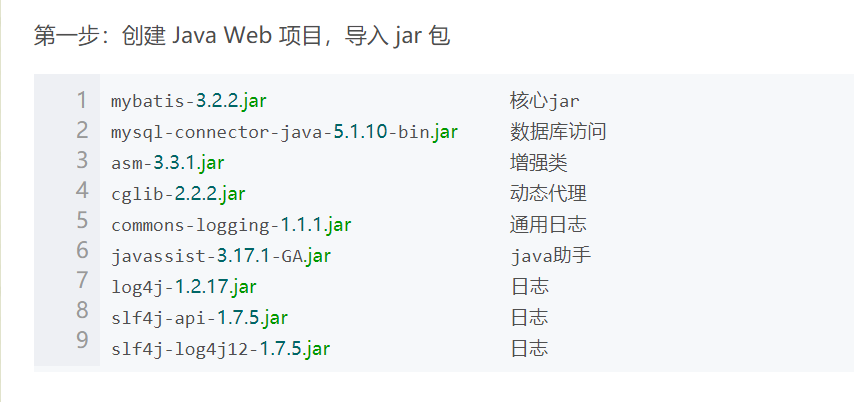 第一步：创建 Java Web 项目，导入 jar 包
1 mybatis-3.2.2.jar 核心jar
2 mysql-connector-java-5.1.10-bin.jar 数据库访问
3 asm-3.3.1.jar 增强类
4 cglib-2.2.2.jar 动态代理
5 commons-logging-1.1.1.jar 通用日志
6 javassist-3.17.1-GA.jar java助手
7 log4j-1.2.17.jar 日志
8 slf4j-api-1.7.5.jar 日志
9 slf4j-log4j12-1.7.5.jar 日志